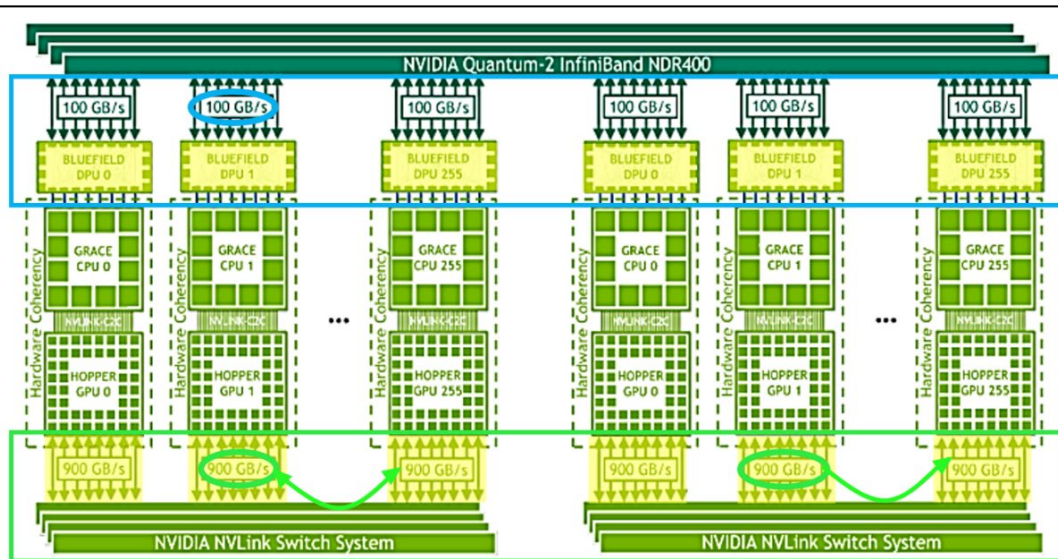 NVIDIA Quantum-2 InfiniBand NDR400
100 GB/s 100 GB/s 100 GB/s 100 GB/s 100 GB/s 100 GB/s
BLUEFIELD BLUEFIELD BLUEFIELD BLUEFIELD BLUEFIELD BLUEFIELD
DPU 0 DPU 1 DPU 255 DPU 0 DPU 1 DPU 255
Hardware Coherency Hardware Coherency Hardware Coherency Hardware Coherency Hardware Coherency Hardware Coherency
GRACE GRACE GRACE GRACE GRACE GRACE
CPU 0 CPU 1 CPU 255 CPU 0 CPU 1 CPU 255
NVLINK-C2C NVLINK-C2C NVLINK-C2C NVLINK-C2C NVLINK-C2C NVLINK-C2C
... ...
HOPPER HOPPER HOPPER HOPPER HOPPER HOPPER
GPU 0 GPU 1 GPU 255 GPU 0 GPU 1 GPU 255
900 GB/s 900 GB/s 900 GB/s 900 GB/s 900 GB/s 900 GB/s
NVIDIA NVLink Switch System NVIDIA NVLink Switch System